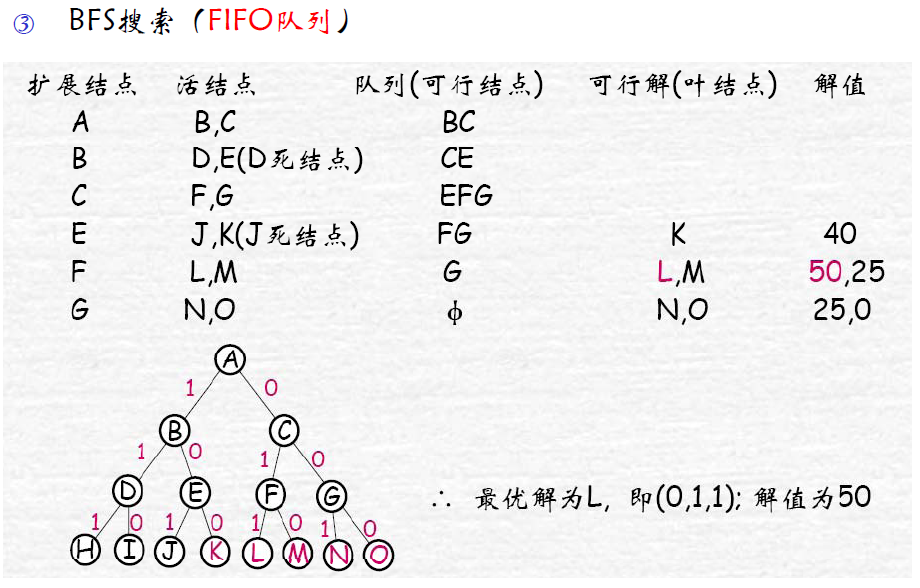 ③ BFS搜索（FIFO队列）
扩展结点 活结点 队列(可行结点) 可行解(叶结点) 解值
A B,C BC
B D,E(D死结点) CE
C F,G EFG
E J,K(J死结点) FG K 40
F L,M G L,M 50,25
G N,O ϕ N,O 25,0
A
1 0
B C
1 0 1 0
D E F G
1 0 1 0 1 0 1 0
H I J K L M N O
∴ 最优解为L, 即(0,1,1); 解值为50